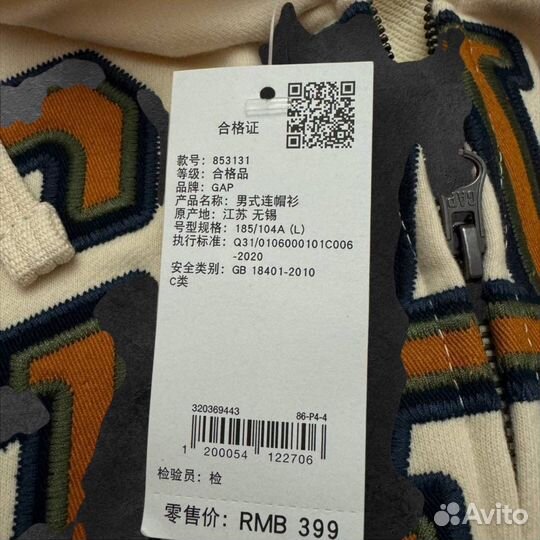 合格证
款号: 853131
等级: 合格品
品牌: GAP
产品名称: 男式连帽衫
原产地: 江苏 无锡
号型规格: 185/104A (L)
执行标准: Q31/0106000101C006
-2020
安全类别: GB 18401-2010
C类
320369443
86-P4-4
1 200054 122706
检验员: 检
零售价: RMB 399
GAP
Avito